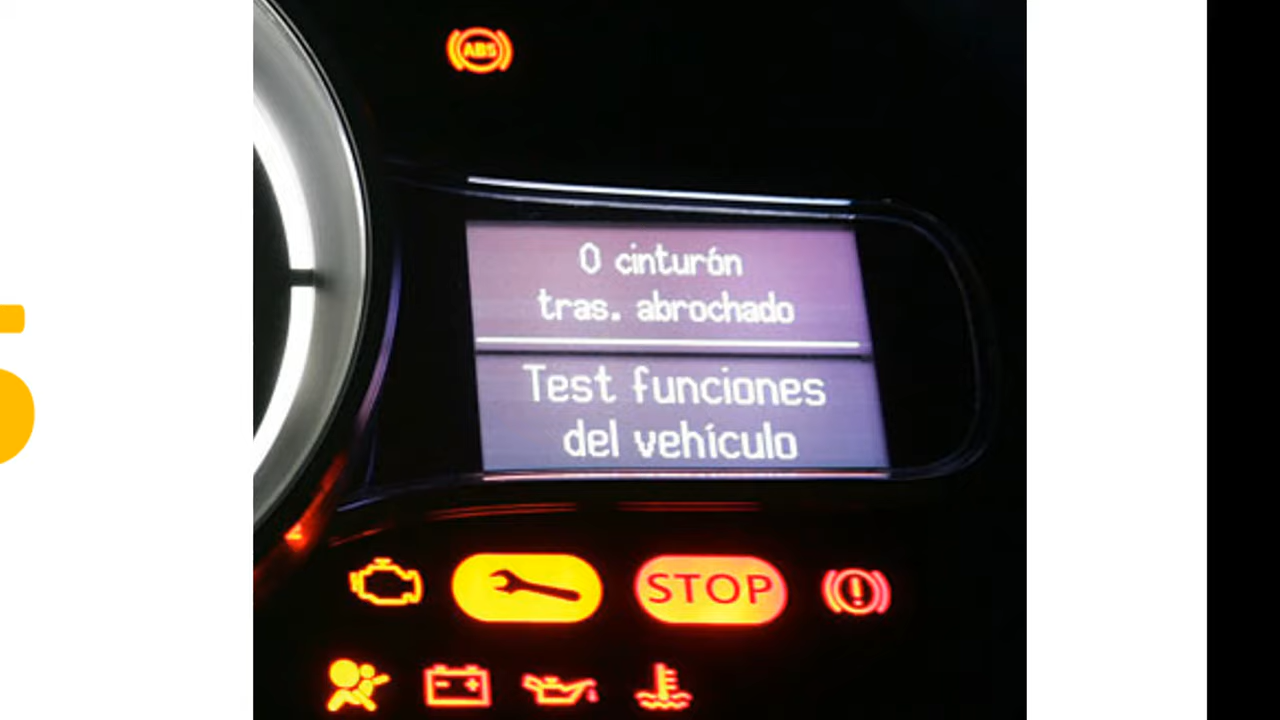 ABS
0 cinturón
tras. abrochado
Test funciones
del vehículo
STOP